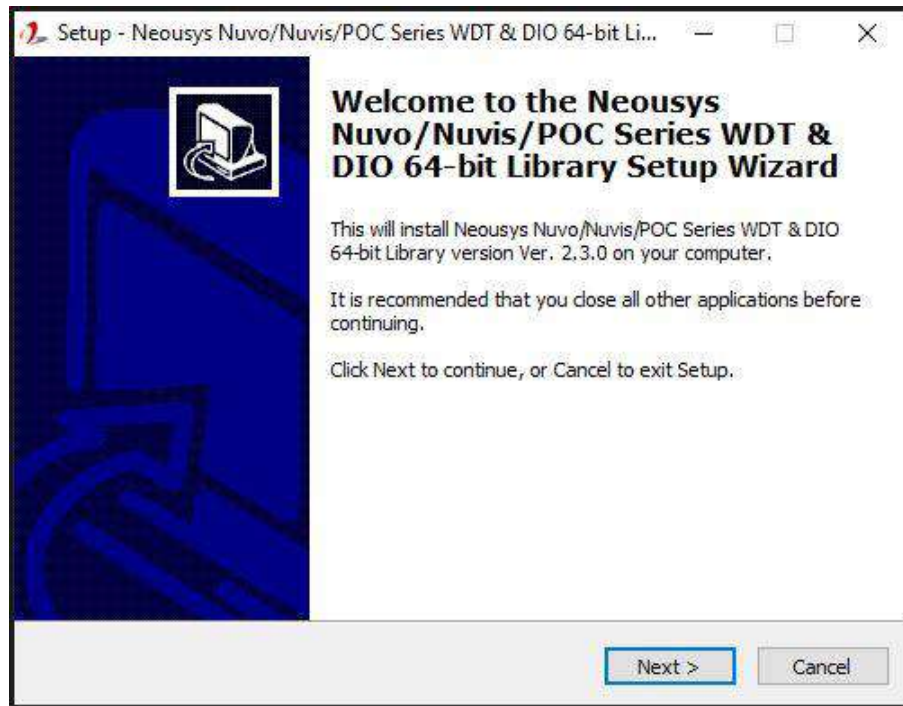 Setup - Neousys Nuvo/Nuvis/POC Series WDT & DIO 64-bit Li...
Welcome to the Neousys
Nuvo/Nuvis/POC Series WDT &
DIO 64-bit Library Setup Wizard
This will install Neousys Nuvo/Nuvis/POC Series WDT & DIO
64-bit Library version Ver. 2.3.0 on your computer.
It is recommended that you close all other applications before
continuing.
Click Next to continue, or Cancel to exit Setup.
Next > Cancel